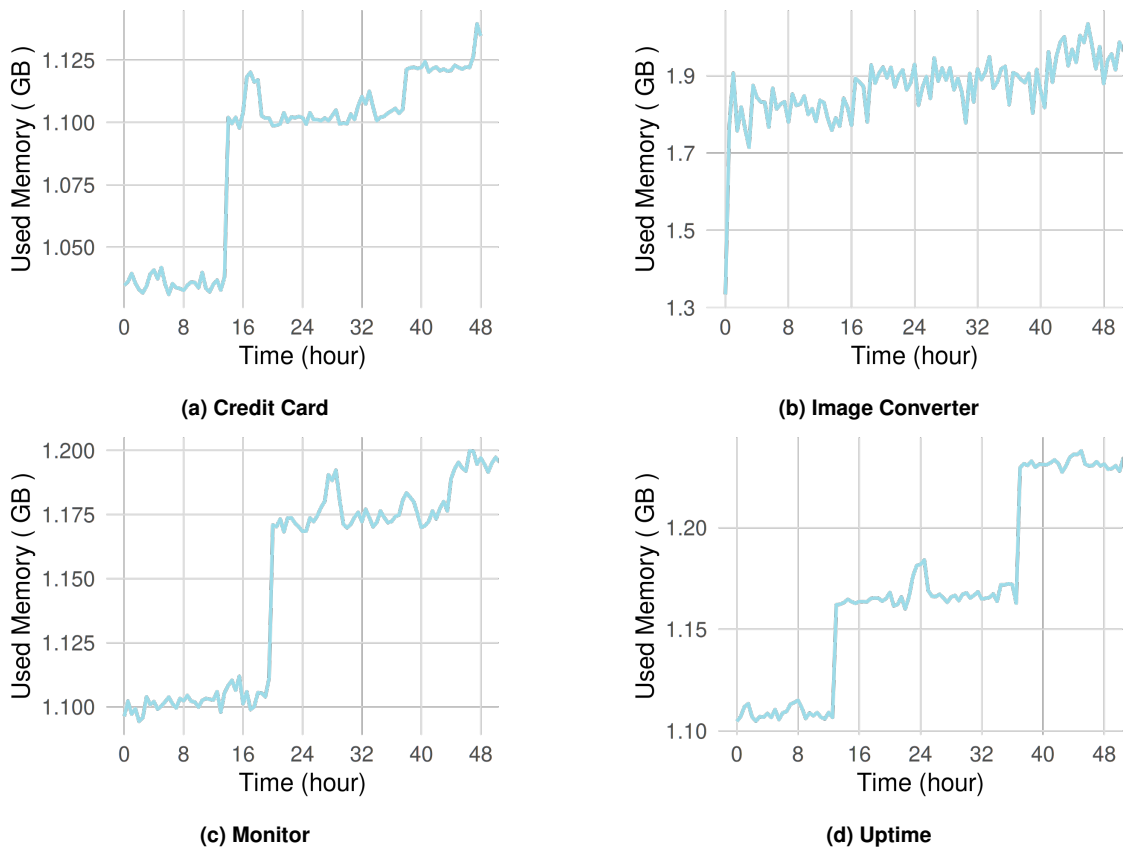 Used Memory ( GB )
1.125
1.100
1.075
1.050
0 8 16 24 32 40 48
Time (hour)
(a) Credit Card
Used Memory ( GB )
1.9
1.7
1.5
1.3
0 8 16 24 32 40 48
Time (hour)
(b) Image Converter
Used Memory ( GB )
1.200
1.175
1.150
1.125
1.100
0 8 16 24 32 40 48
Time (hour)
(c) Monitor
Used Memory ( GB )
1.20
1.15
1.10
0 8 16 24 32 40 48
Time (hour)
(d) Uptime